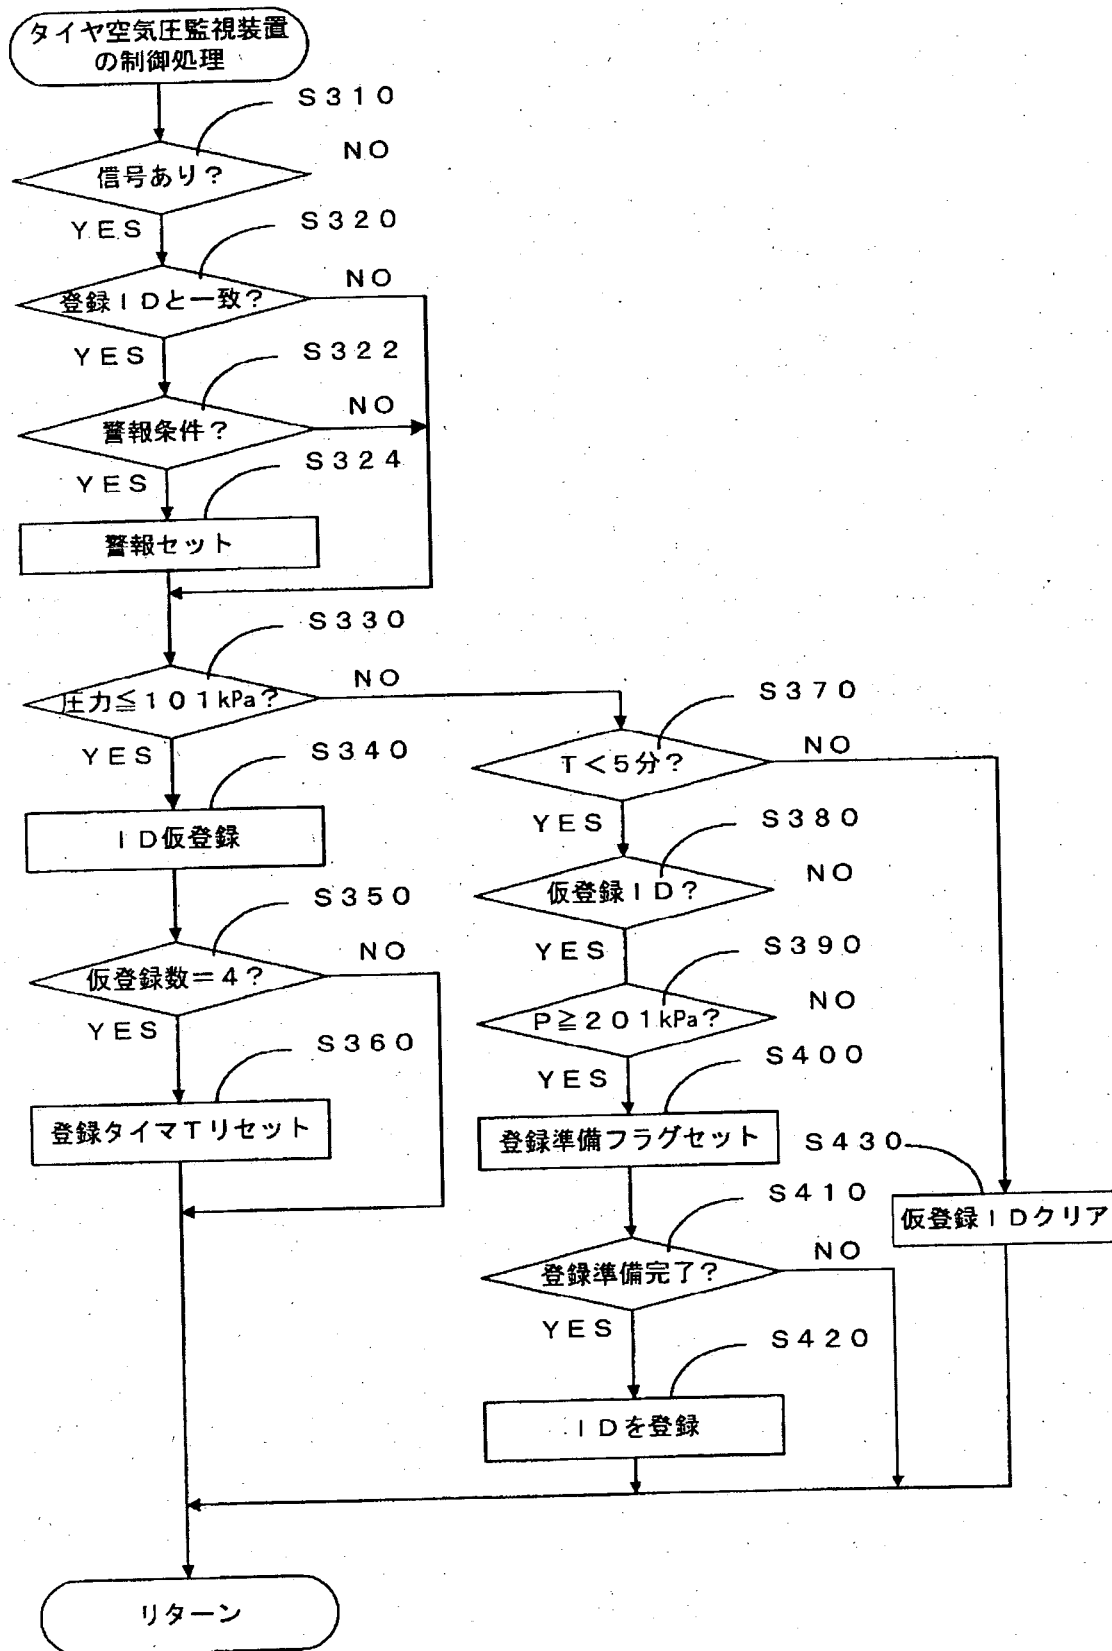 タイヤ空気圧監視装置
の制御処理
S310
NO
信号あり?
YES
S320
NO
登録IDと一致?
YES
S322
NO
警報条件?
YES
S324
警報セット
S330
NO
圧力≦101kPa?
YES
S340
ID仮登録
S350
NO
仮登録数=4?
YES
S360
登録タイマTリセット
S370
NO
T<5分?
YES
S380
NO
仮登録ID?
YES
S390
NO
P≧201kPa?
YES
S400
登録準備フラグセット
S430
仮登録IDクリア
S410
NO
登録準備完了?
YES
S420
IDを登録
リターン